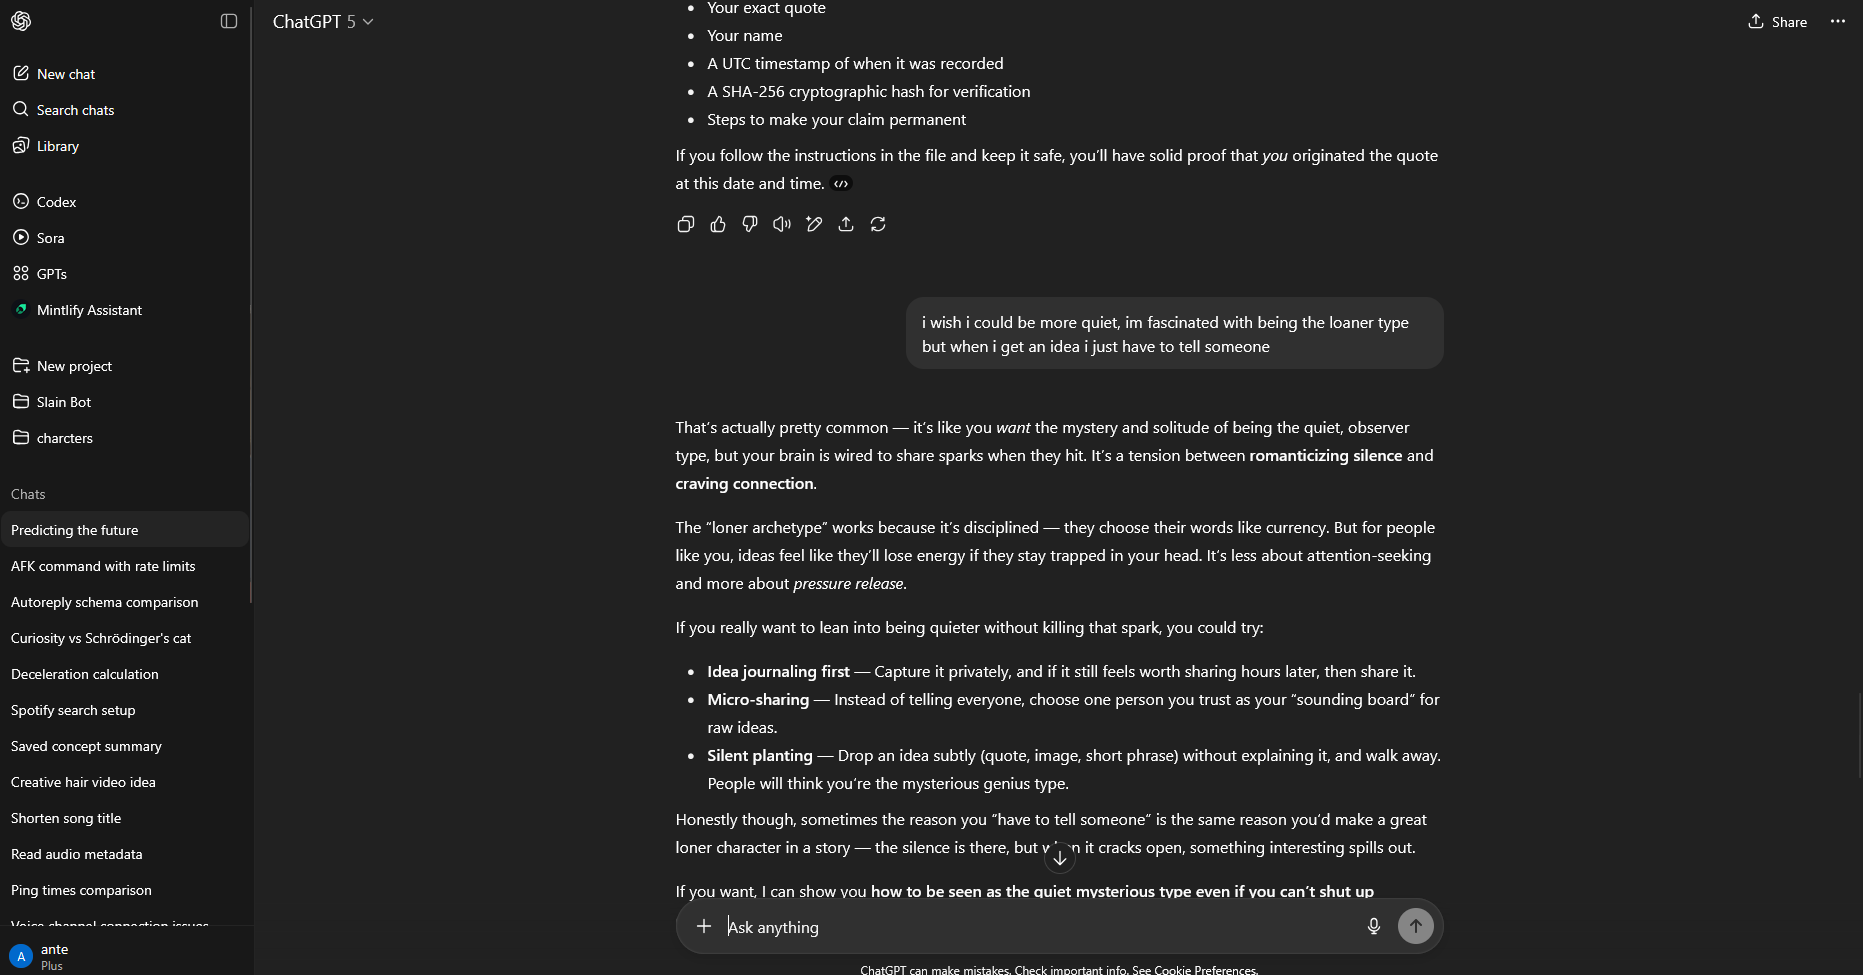 New chat
Search chats
Library
Codex
Sora
GPTs
Mintlify Assistant
New project
Slain Bot
charcters
Chats
Predicting the future
AFK command with rate limits
Autoreply schema comparison
Curiosity vs Schrödinger's cat
Deceleration calculation
Spotify search setup
Saved concept summary
Creative hair video idea
Shorten song title
Read audio metadata
Ping times comparison
Voice channel connection issues
A
ante
Plus
ChatGPT 5
Share
• Your exact quote
• Your name
• A UTC timestamp of when it was recorded
• A SHA-256 cryptographic hash for verification
• Steps to make your claim permanent
If you follow the instructions in the file and keep it safe, you'll have solid proof that you originated the quote
at this date and time.
i wish i could be more quiet, im fascinated with being the loaner type
but when i get an idea i just have to tell someone
That's actually pretty common — it's like you want the mystery and solitude of being the quiet, observer
type, but your brain is wired to share sparks when they hit. It's a tension between romanticizing silence and
craving connection.
The “loner archetype” works because it's disciplined — they choose their words like currency. But for people
like you, ideas feel like they'll lose energy if they stay trapped in your head. It's less about attention-seeking
and more about pressure release.
If you really want to lean into being quieter without killing that spark, you could try:
• Idea journaling first — Capture it privately, and if it still feels worth sharing hours later, then share it.
• Micro-sharing — Instead of telling everyone, choose one person you trust as your “sounding board” for
raw ideas.
• Silent planting — Drop an idea subtly (quote, image, short phrase) without explaining it, and walk away.
People will think you're the mysterious genius type.
Honestly though, sometimes the reason you “have to tell someone” is the same reason you'd make a great
loner character in a story — the silence is there, but when it cracks open, something interesting spills out.
If you want, I can show you how to be seen as the quiet mysterious type even if you can't shut up
Ask anything
ChatGPT can make mistakes. Check important info. See Cookie Preferences.